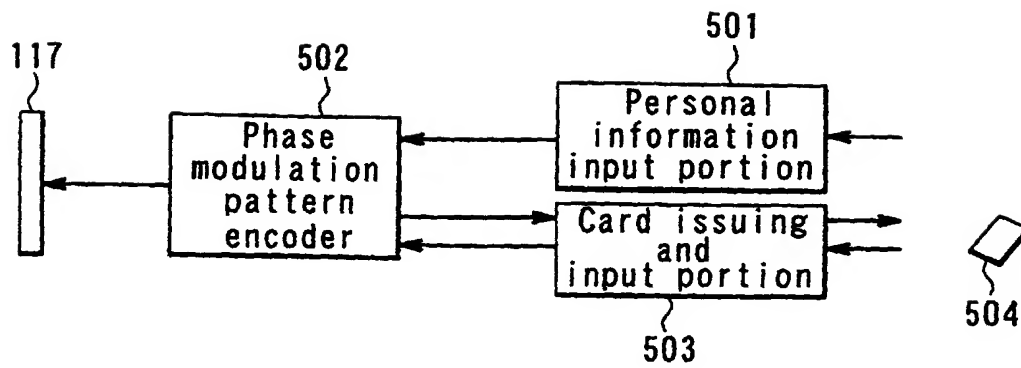 117
502
501
Phase
modulation
pattern
encoder
Personal
information
input portion
Card issuing
and
input portion
503
504